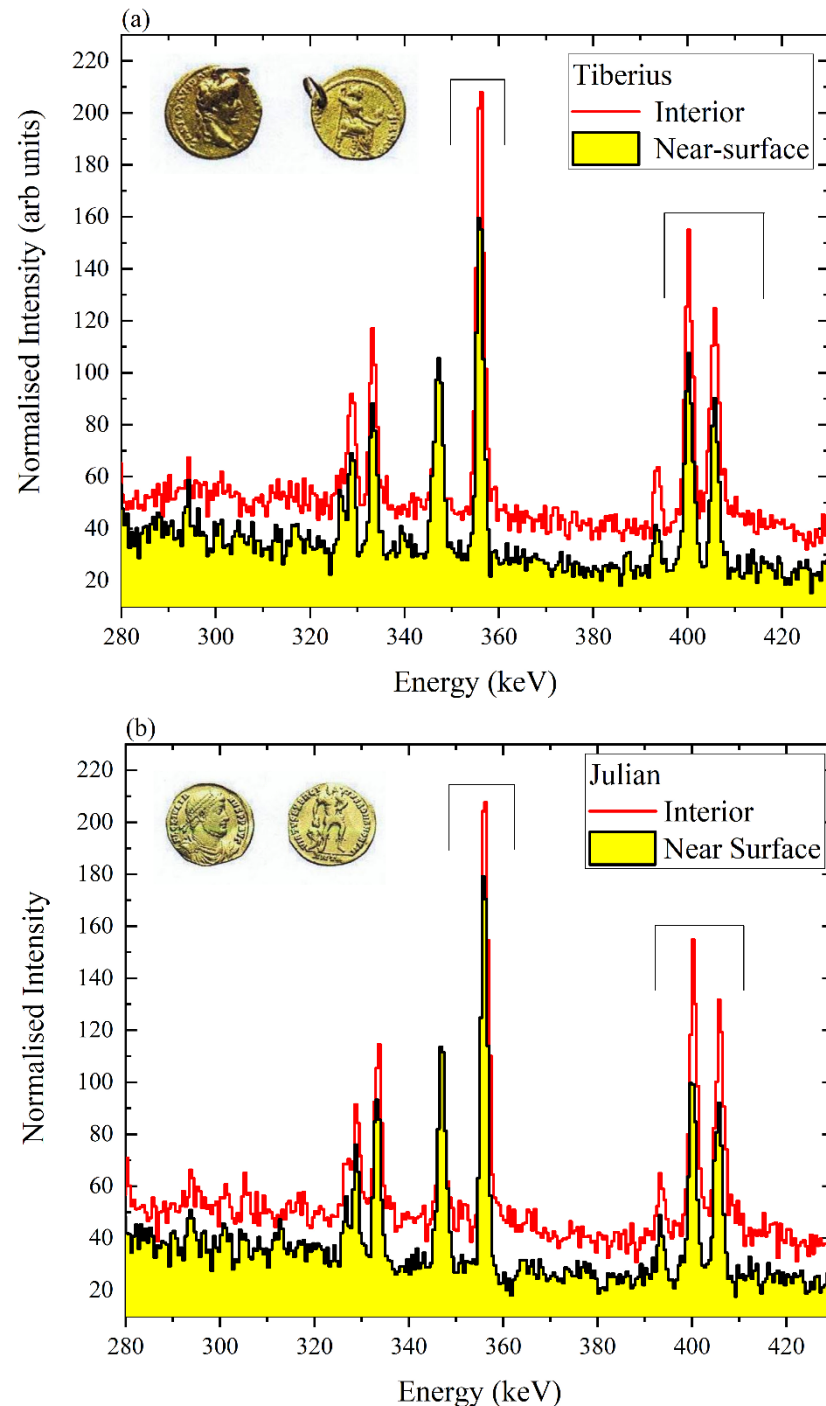 (a)
Tiberius
Interior
Near-surface
Normalised Intensity (arb units)
220
200
180
160
140
120
100
80
60
40
20
280 300 320 340 360 380 400 420
Energy (keV)
(b)
Julian
Interior
Near Surface
Normalised Intensity
220
200
180
160
140
120
100
80
60
40
20
280 300 320 340 360 380 400 420
Energy (keV)